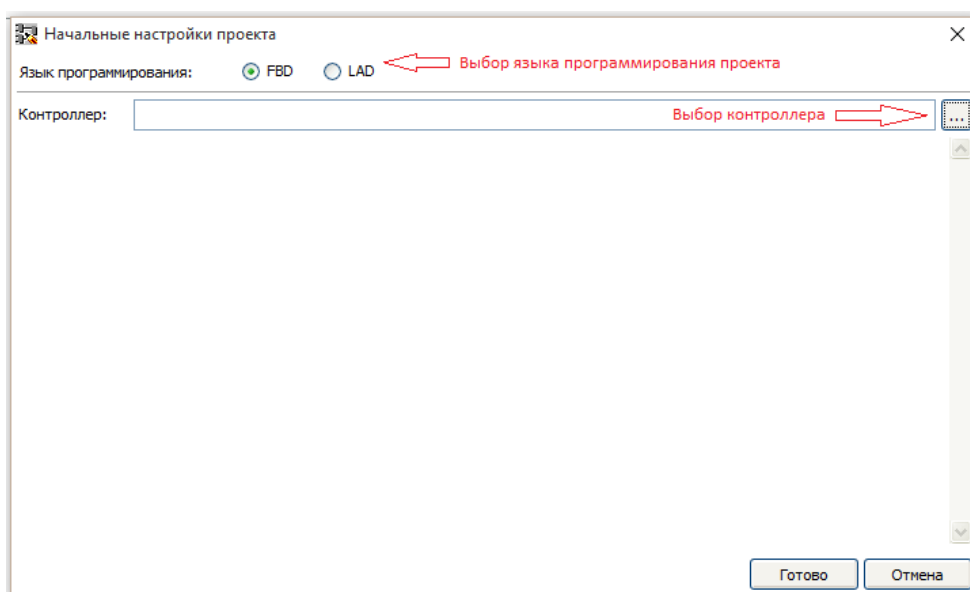 Начальные настройки проекта
Язык программирования: FBD LAD Выбор языка программирования проекта
Контроллер: Выбор контроллера ...
Готово Отмена